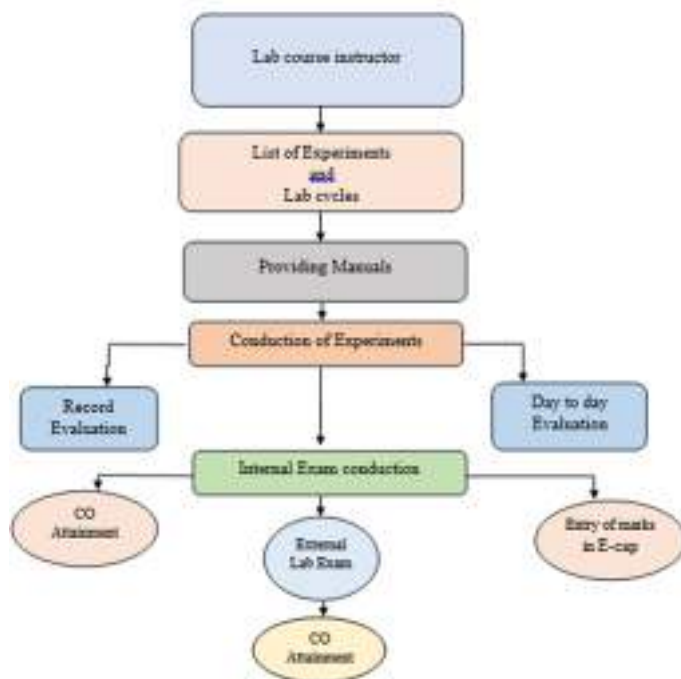 Lab course instructor
List of Experiments
and
Lab cycles
Providing Manuals
Conduction of Experiments
Record
Evaluation
Day to day
Evaluation
Internal Exam conduction
CO
Attainment
External
Lab Exam
Entry of marks
in E-cap
CO
Attainment